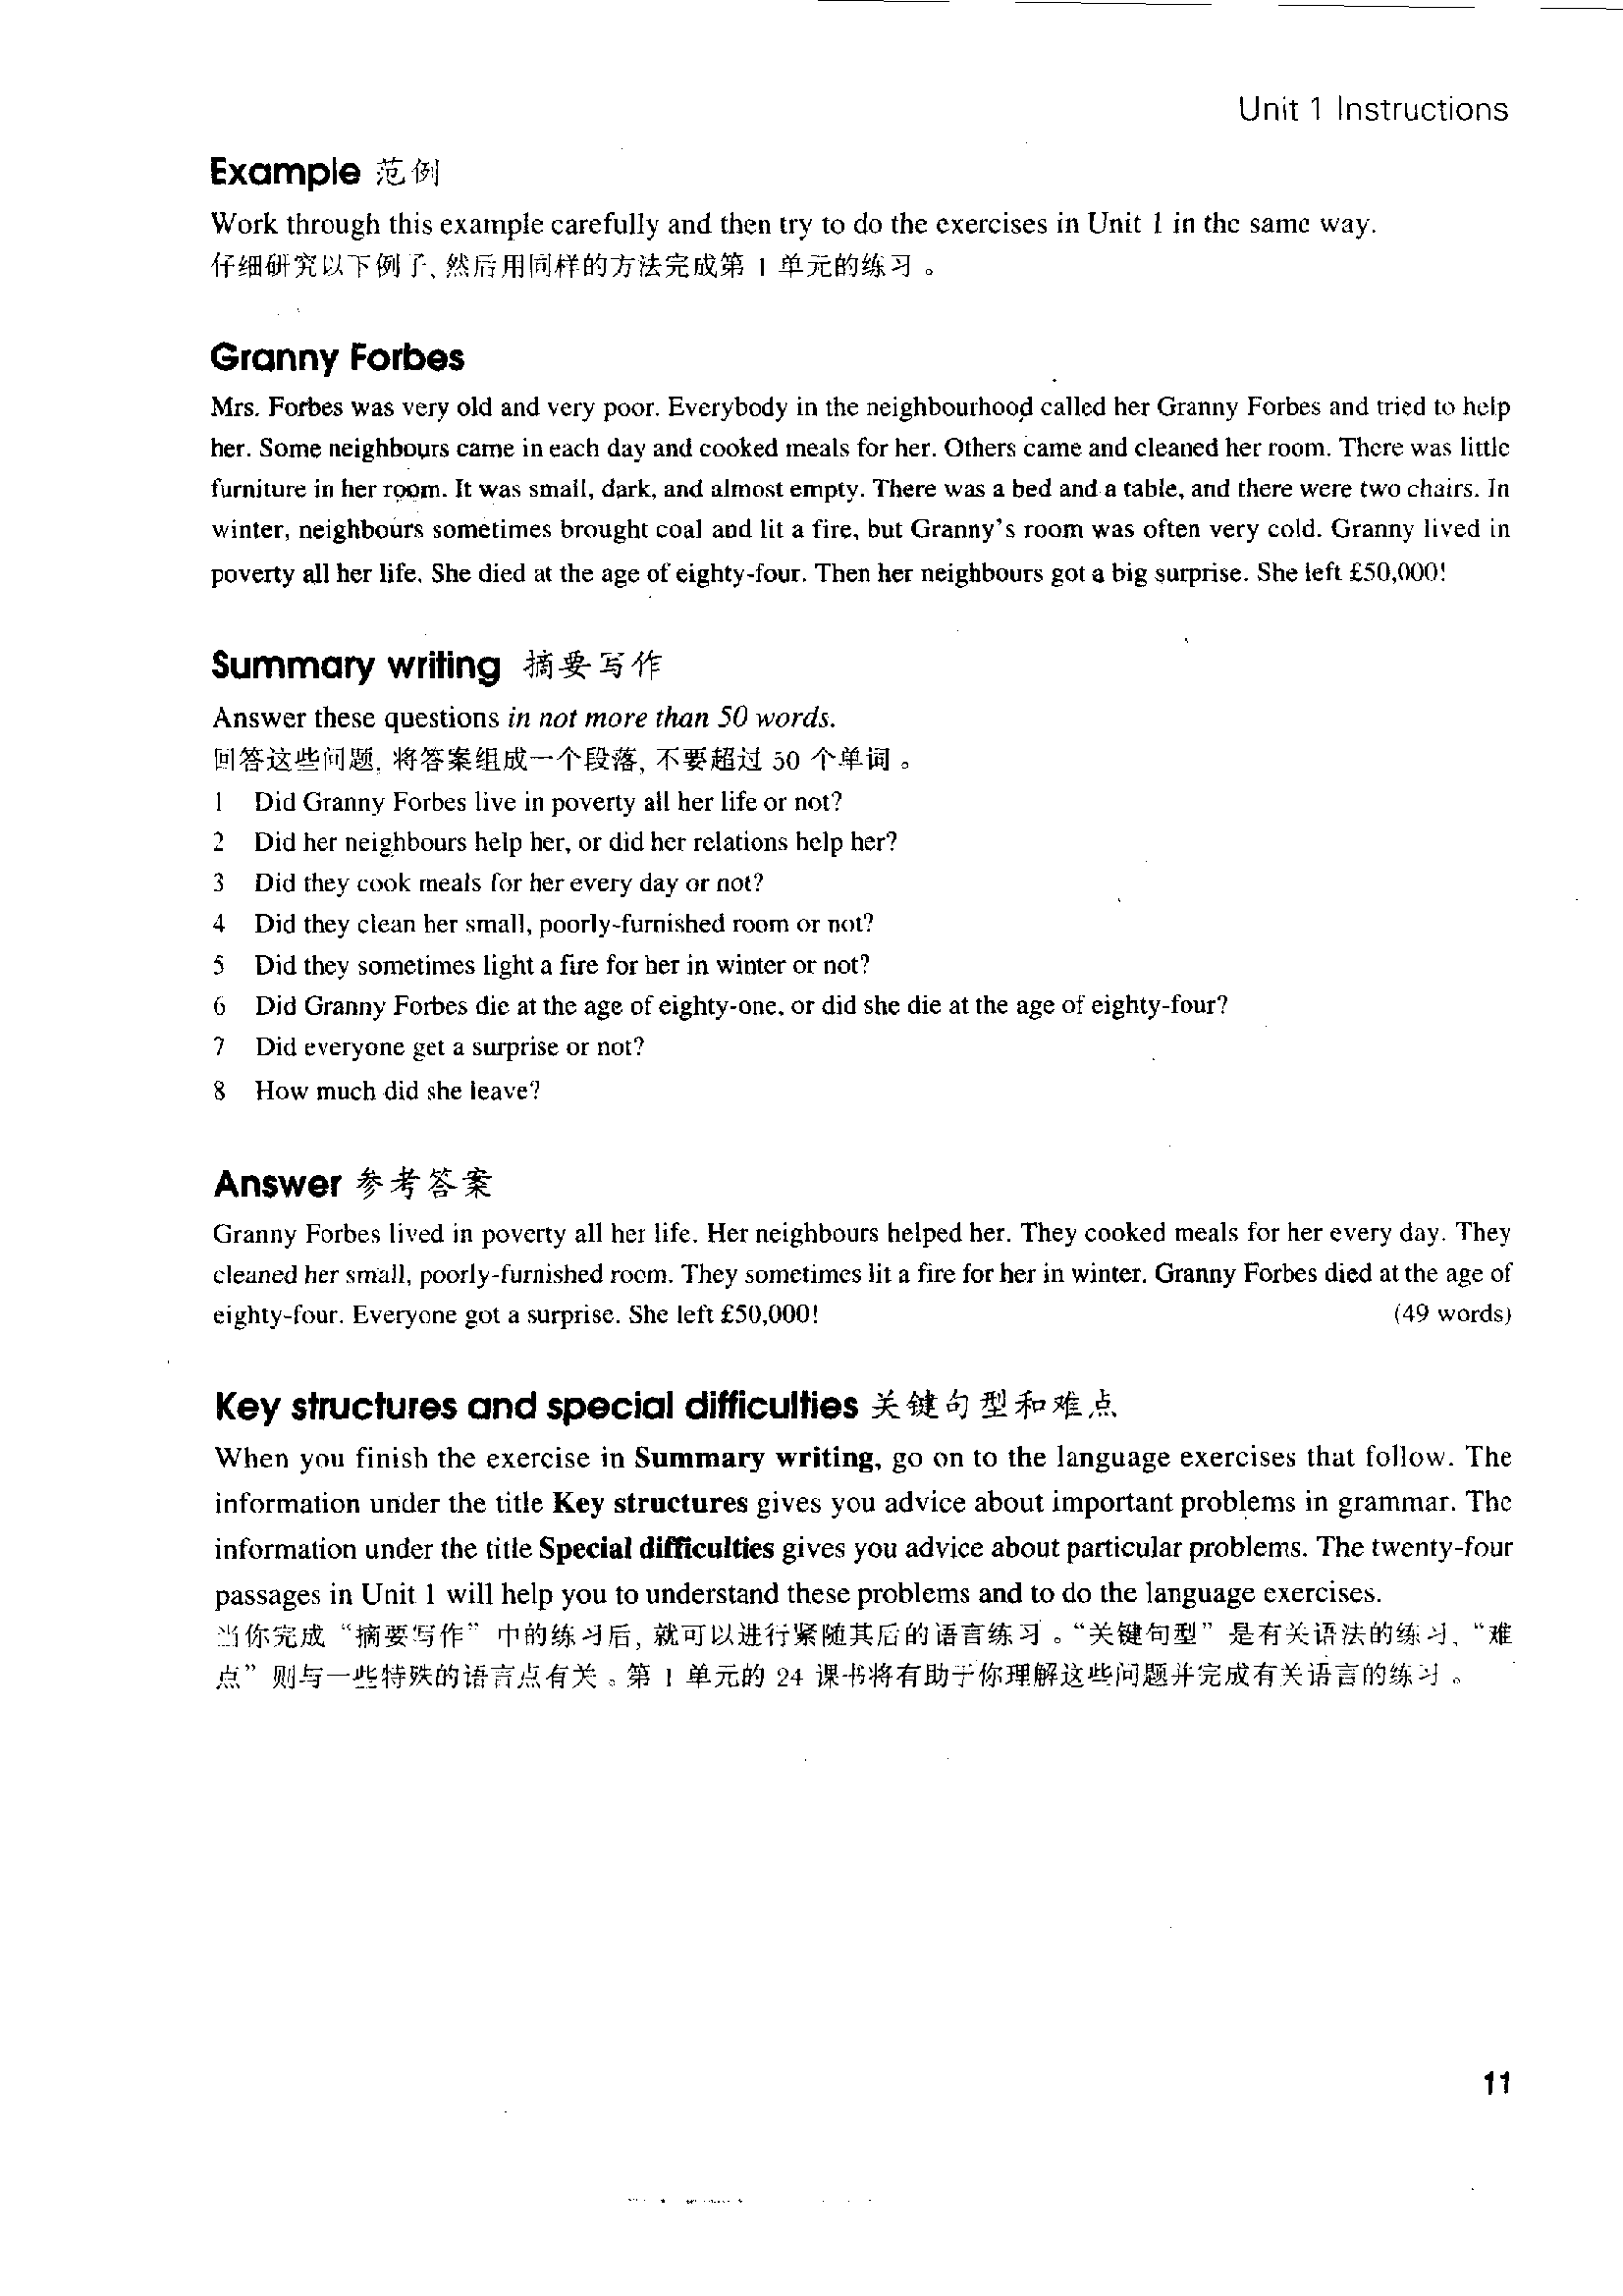 Unit 1 Instructions
Example 范例
Work through this example carefully and then try to do the exercises in Unit 1 in the same way.
仔细研究以下例子、然后用同样的方法完成第 1 单元的练习。
Granny Forbes
Mrs. Forbes was very old and very poor. Everybody in the neighbourhood called her Granny Forbes and tried to help
her. Some neighbours came in each day and cooked meals for her. Others came and cleaned her room. There was little
furniture in her room. It was small, dark, and almost empty. There was a bed and a table, and there were two chairs. In
winter, neighbours sometimes brought coal and lit a fire, but Granny's room was often very cold. Granny lived in
poverty all her life. She died at the age of eighty-four. Then her neighbours got a big surprise. She left £50,000!
Summary writing 摘要写作
Answer these questions in not more than 50 words.
回答这些问题, 将答案组成一个段落, 不要超过 50 个单词。
1 Did Granny Forbes live in poverty all her life or not?
2 Did her neighbours help her, or did her relations help her?
3 Did they cook meals for her every day or not?
4 Did they clean her small, poorly-furnished room or not?
5 Did they sometimes light a fire for her in winter or not?
6 Did Granny Forbes die at the age of eighty-one, or did she die at the age of eighty-four?
7 Did everyone get a surprise or not?
8 How much did she leave?
Answer 参考答案
Granny Forbes lived in poverty all her life. Her neighbours helped her. They cooked meals for her every day. They
cleaned her small, poorly-furnished room. They sometimes lit a fire for her in winter. Granny Forbes died at the age of
eighty-four. Everyone got a surprise. She left £50,000! (49 words)
Key structures and special difficulties 关键句型和难点
When you finish the exercise in Summary writing, go on to the language exercises that follow. The
information under the title Key structures gives you advice about important problems in grammar. The
information under the title Special difficulties gives you advice about particular problems. The twenty-four
passages in Unit 1 will help you to understand these problems and to do the language exercises.
当你完成“摘要写作”中的练习后, 就可以进行紧随其后的语言练习。“关键句型”是有关语法的练习、“难
点”则与一些特殊的语言点有关。第 1 单元的 24 课书将有助于你理解这些问题并完成有关语言的练习。
11